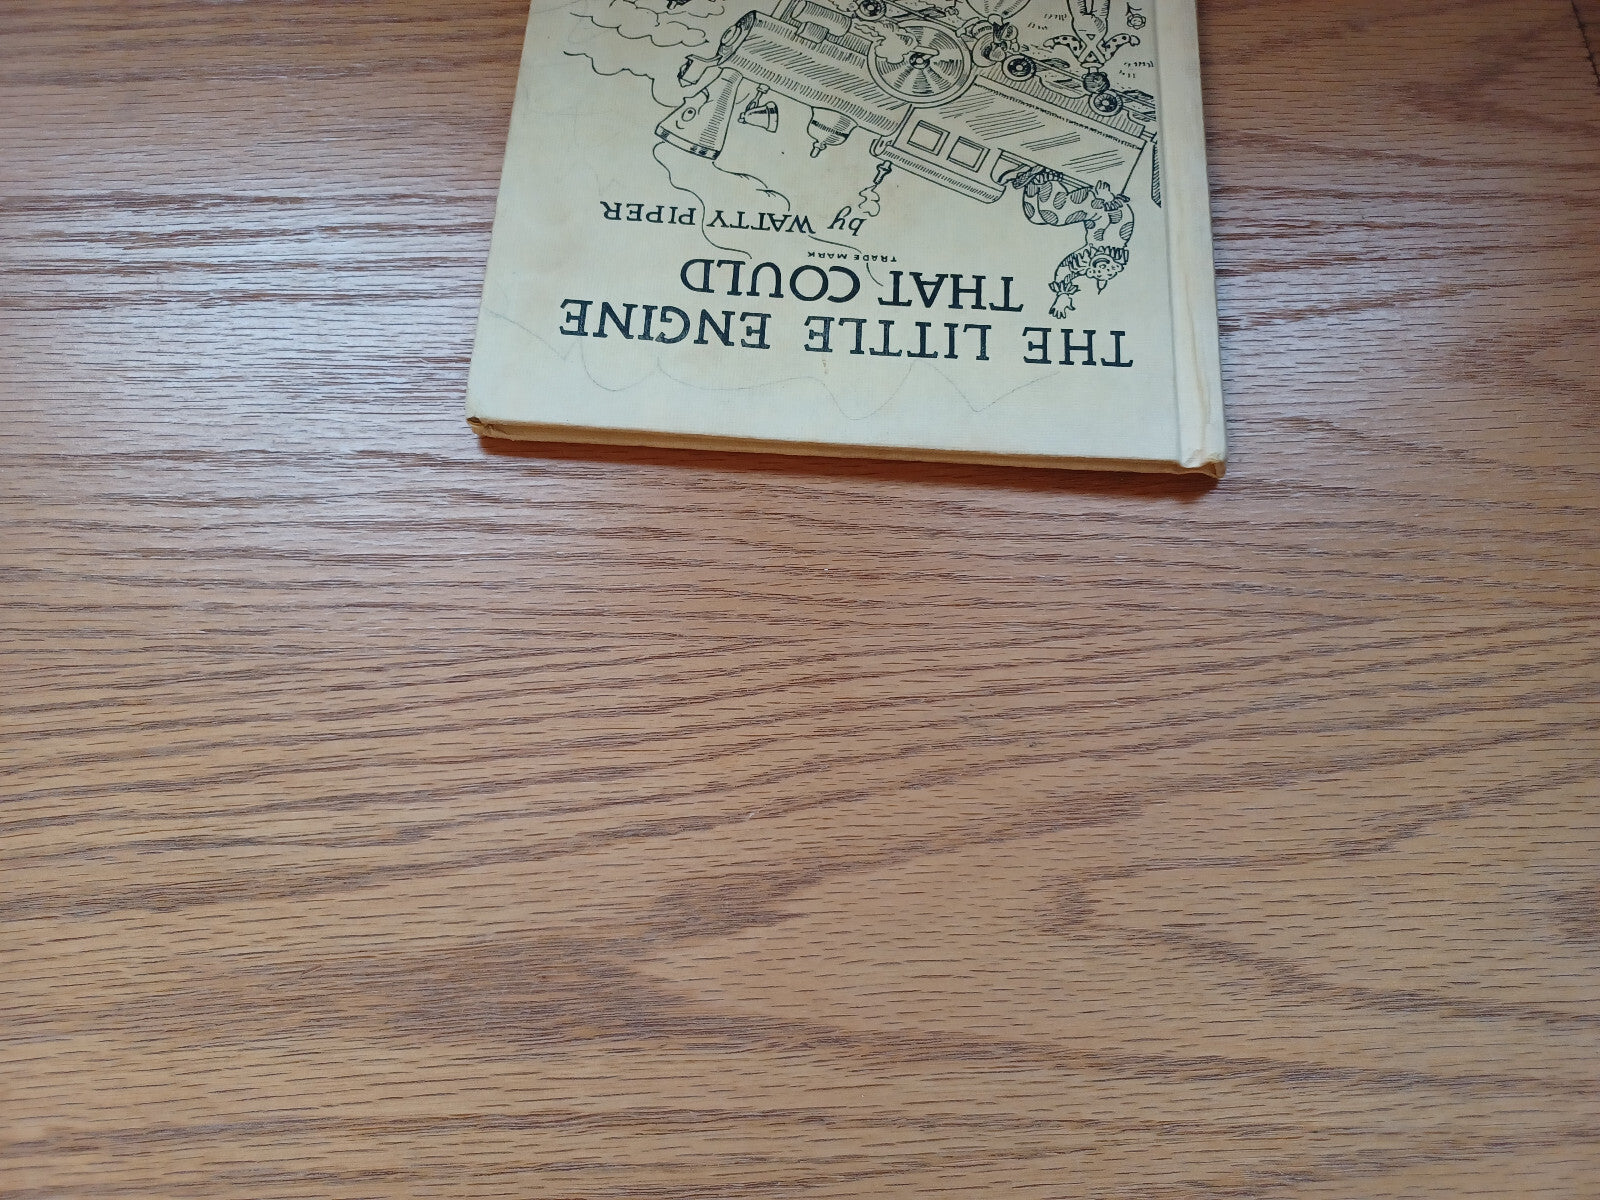 THE LITTLE ENGINE
THAT COULD
TRADE MARK
by WATTY PIPER